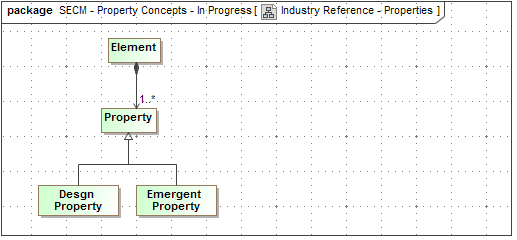 package SECM - Property Concepts - In Progress [ Industry Reference - Properties ]
Element
1..*
Property
Desgn
Property
Emergent
Property